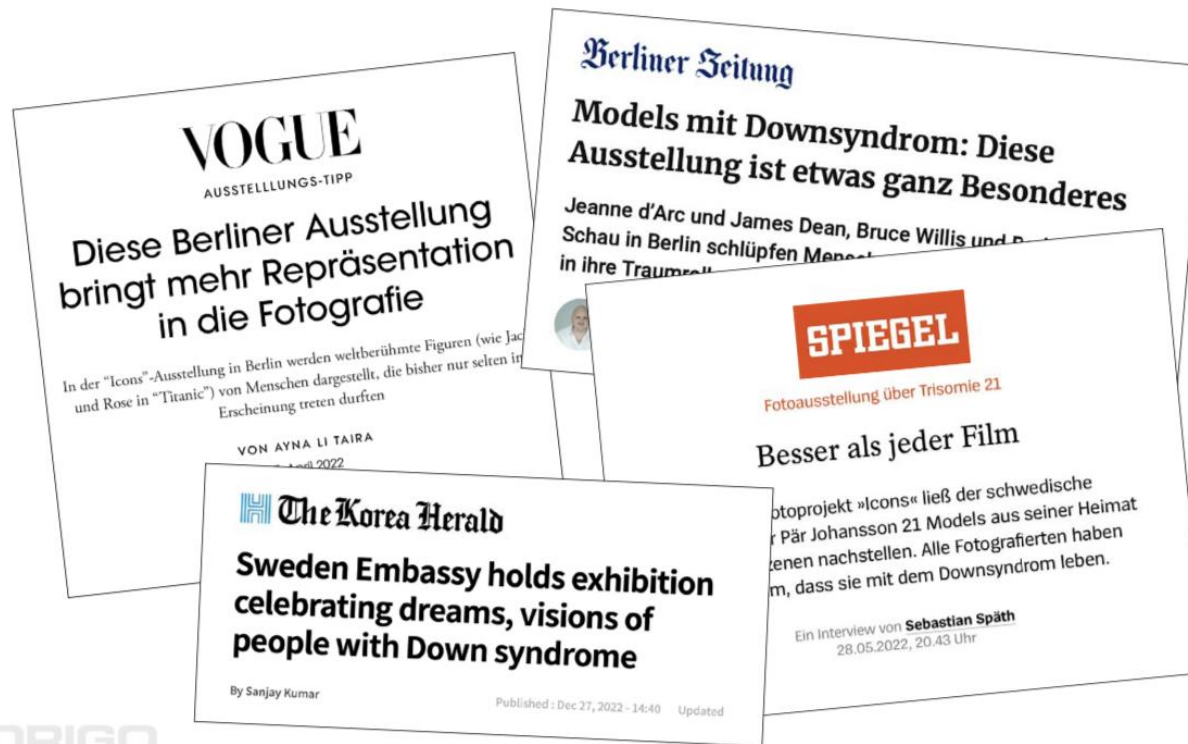 VOGUE
AUSSTELLLUNGS-TIPP
Diese Berliner Ausstellung
bringt mehr Repräsentation
in die Fotografie
In der “Icons”-Ausstellung in Berlin werden weltberühmte Figuren (wie Jac
und Rose in “Titanic”) von Menschen dargestellt, die bisher nur selten in
Erscheinung treten durften
VON AYNA LI TAIRA
April 2022
Berliner Zeitung
Models mit Downsyndrom: Diese
Ausstellung ist etwas ganz Besonderes
Jeanne d’Arc und James Dean, Bruce Willis und
Schau in Berlin schlüpfen
in ihre
SPIEGEL
Fotoausstellung über Trisomie 21
Besser als jeder Film
otoprojekt »Icons« ließ der schwedische
r Pär Johansson 21 Models aus seiner Heimat
zenen nachstellen. Alle Fotografierten haben
m, dass sie mit dem Downsyndrom leben.
Ein Interview von Sebastian Späth
28.05.2022, 20.43 Uhr
The Korea Herald
Sweden Embassy holds exhibition
celebrating dreams, visions of
people with Down syndrome
By Sanjay Kumar
Published : Dec 27, 2022 - 14:40 Updated